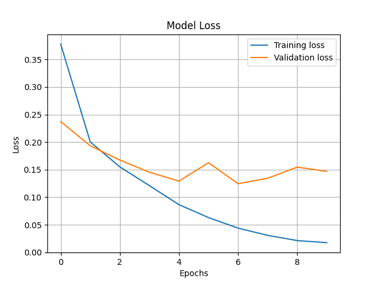 Model Loss
Training loss
Validation loss
0.35
0.30
0.25
0.20
0.15
0.10
0.05
0.00
Loss
0 2 4 6 8
Epochs